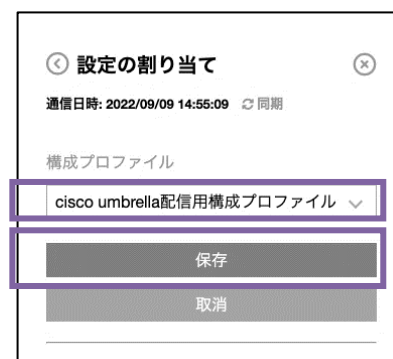 設定の割り当て
通信日時: 2022/09/09 14:55:09 同期
構成プロファイル
cisco umbrella配信用構成プロファイル
保存
取消